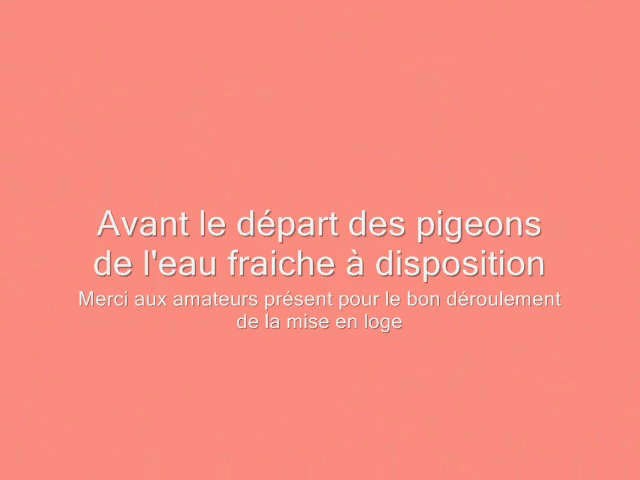 Avant le départ des pigeons
de l'eau fraiche à disposition
Merci aux amateurs présent pour le bon déroulement
de la mise en loge